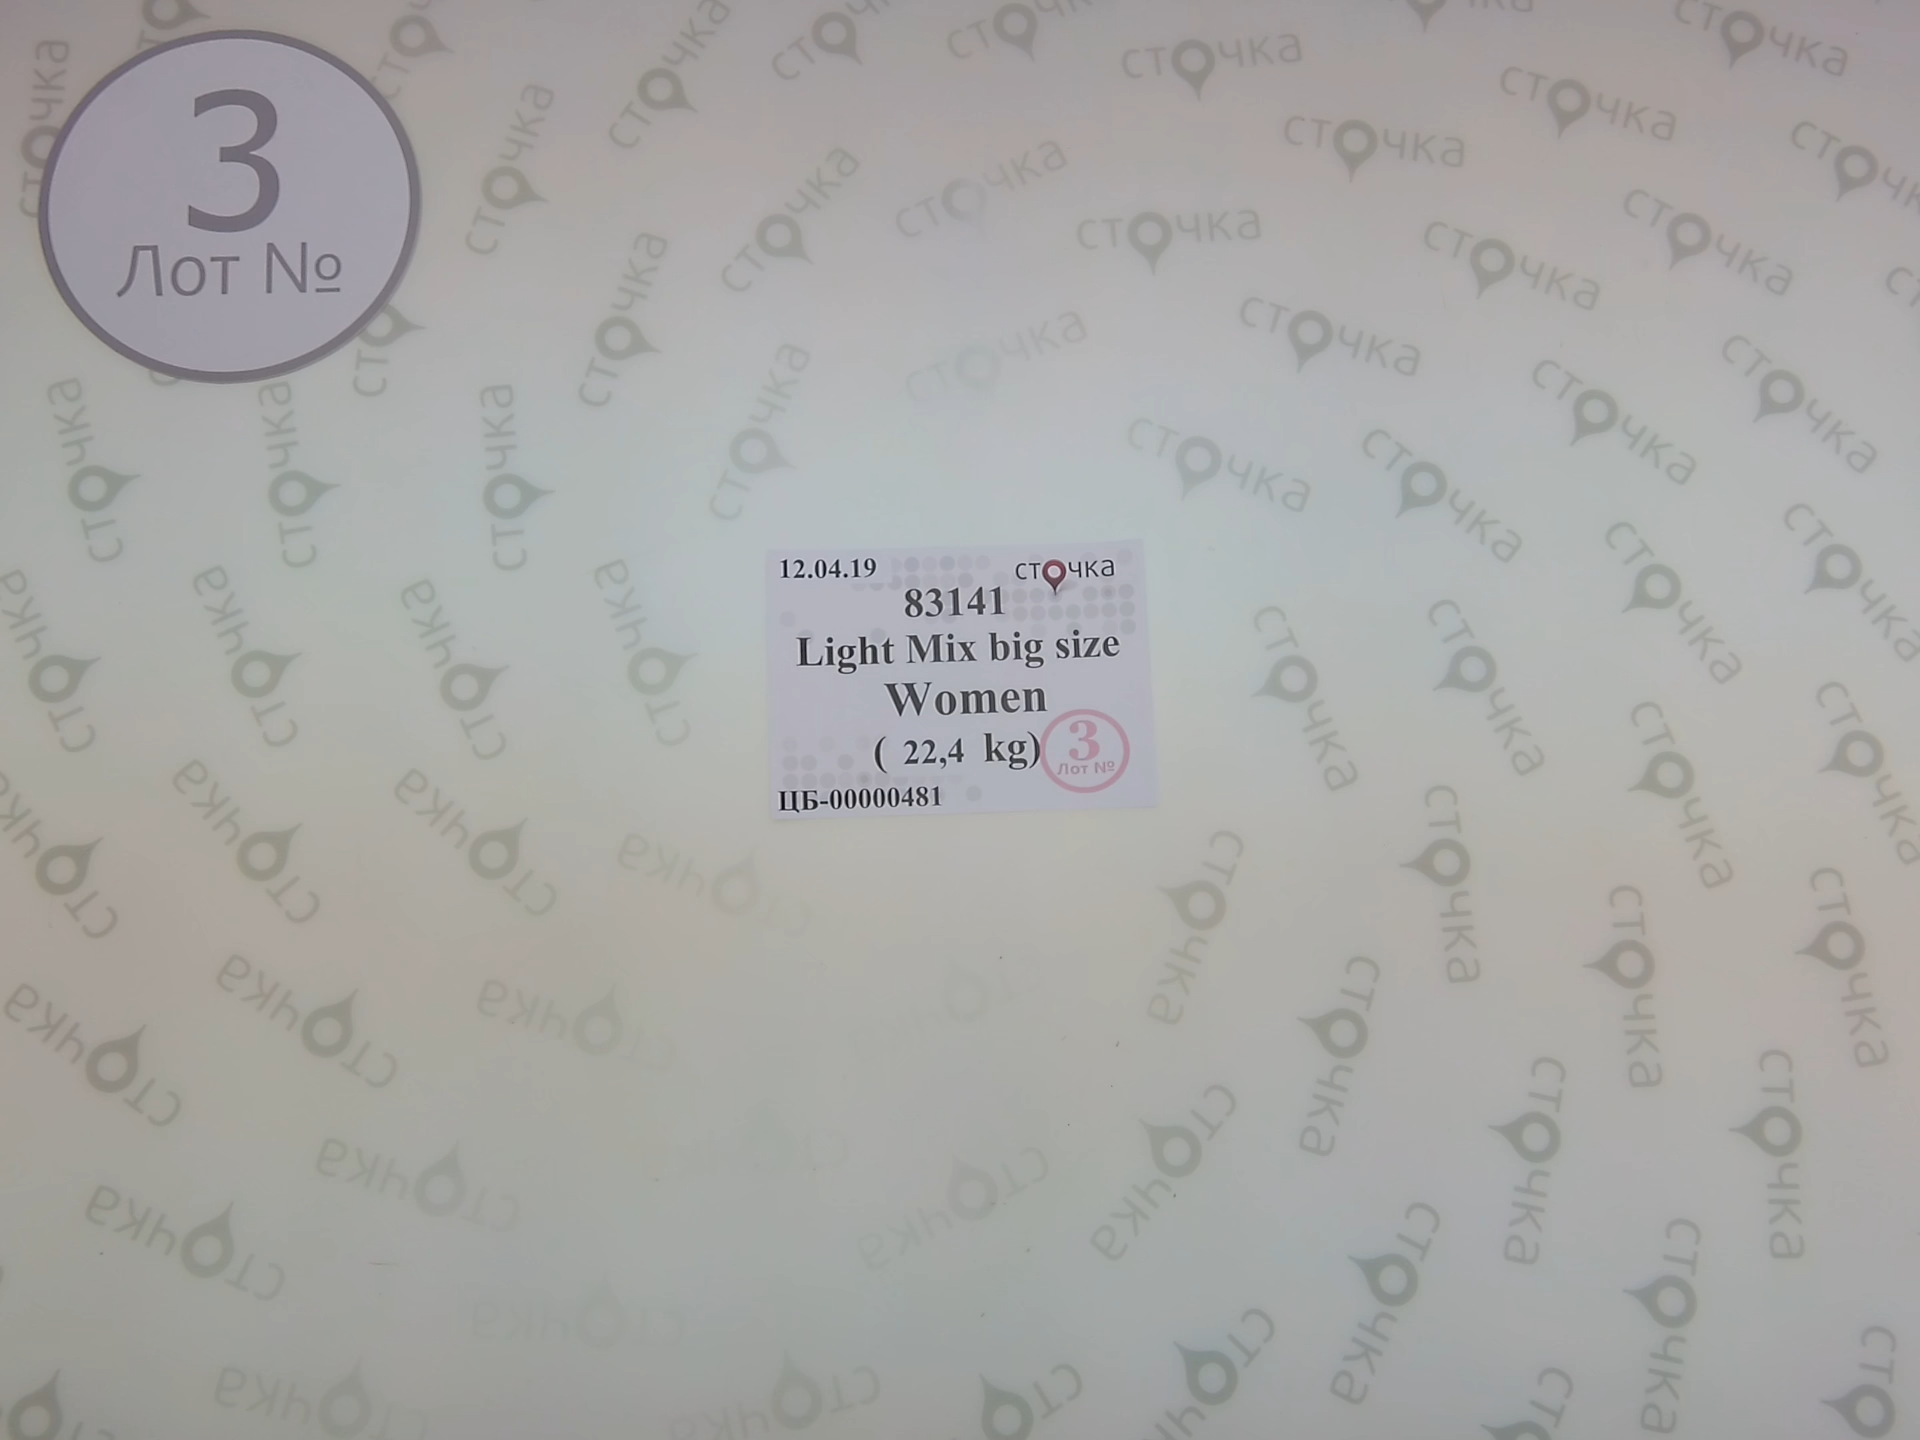 3
Лот №
12.04.19 сточка
83141
Light Mix big size
Women
( 22,4 kg)
3
Лот №
ЦБ-00000481